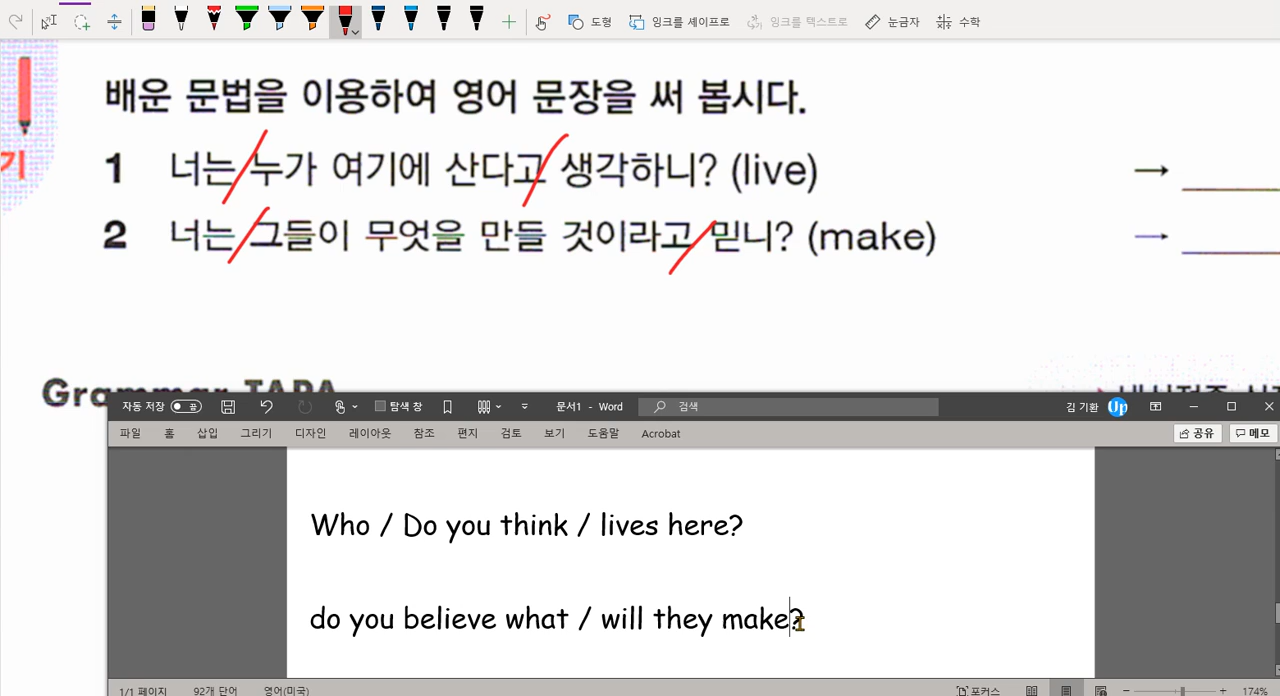 도형 잉크를 셰이프로 잉크를 텍스트로 눈금자 수학
배운 문법을 이용하여 영어 문장을 써 봅시다.
기
1 너는 누가 여기에 산다고 생각하니? (live) →
2 너는 그들이 무엇을 만들 것이라고 믿니? (make) →
Grammar TAPA
자동 저장 끔 탐색 창 문서1 - Word 검색 김 기환 Up
파일 홈 삽입 그리기 디자인 레이아웃 참조 편지 검토 보기 도움말 Acrobat 공유 메모
Who / Do you think / lives here?
do you believe what / will they make?
1/1 페이지 92개 단어 영어(미국) 포커스 174%